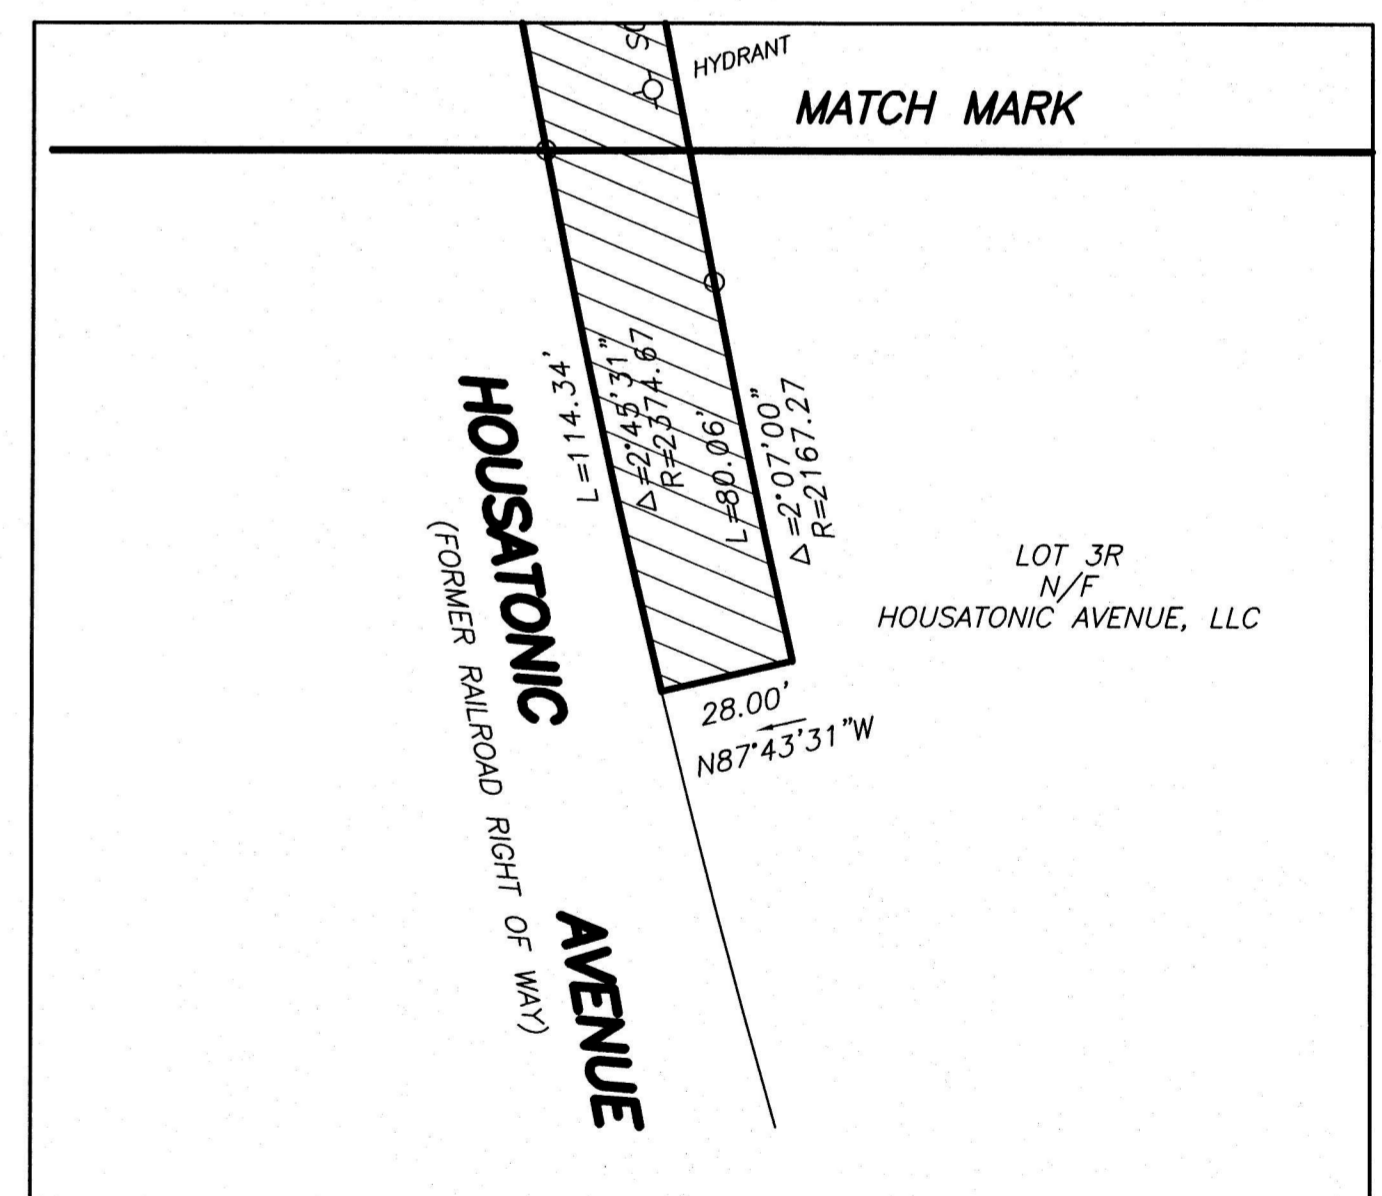 HYDRANT
MATCH MARK
L=114.34'
Δ=2°45'31"
R=2374.67
L=80.06'
Δ=2°07'00"
R=2167.27
HOUSATONIC AVENUE
(FORMER RAILROAD RIGHT OF WAY)
LOT 3R
N/F
HOUSATONIC AVENUE, LLC
28.00'
N87°43'31"W